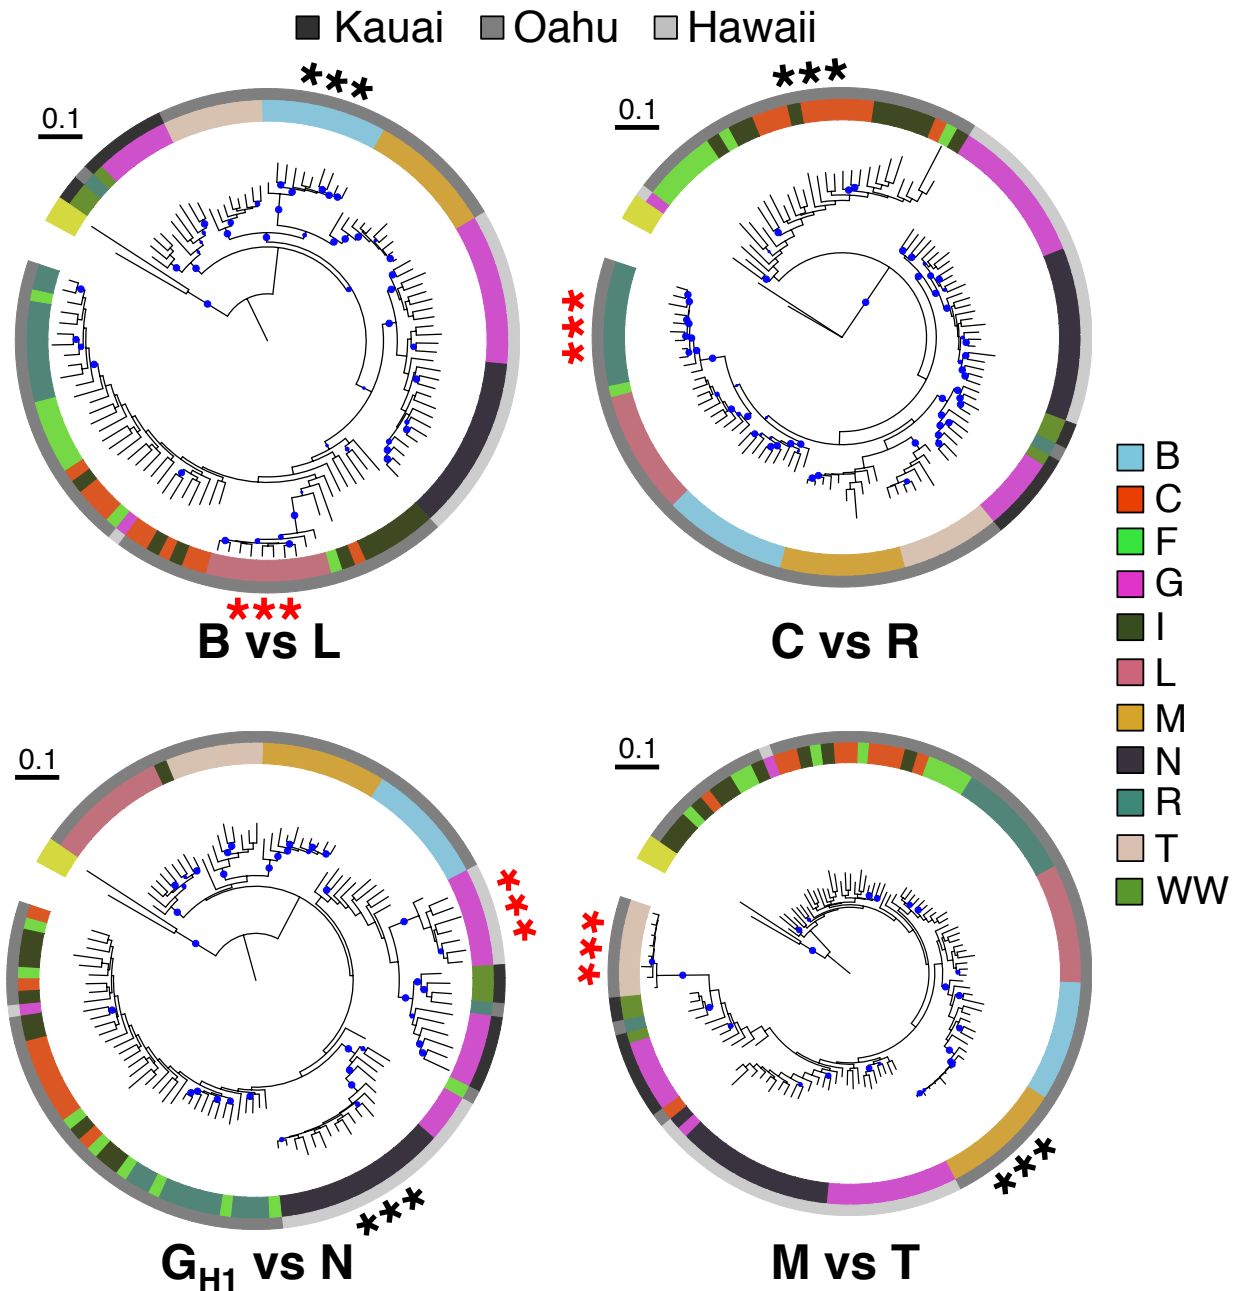 Kauai Oahu Hawaii
***
***
0.1
0.1
***
***
B vs L
C vs R
B
C
F
G
I
L
M
N
R
T
WW
0.1
0.1
***
***
***
***
GH1 vs N
M vs T